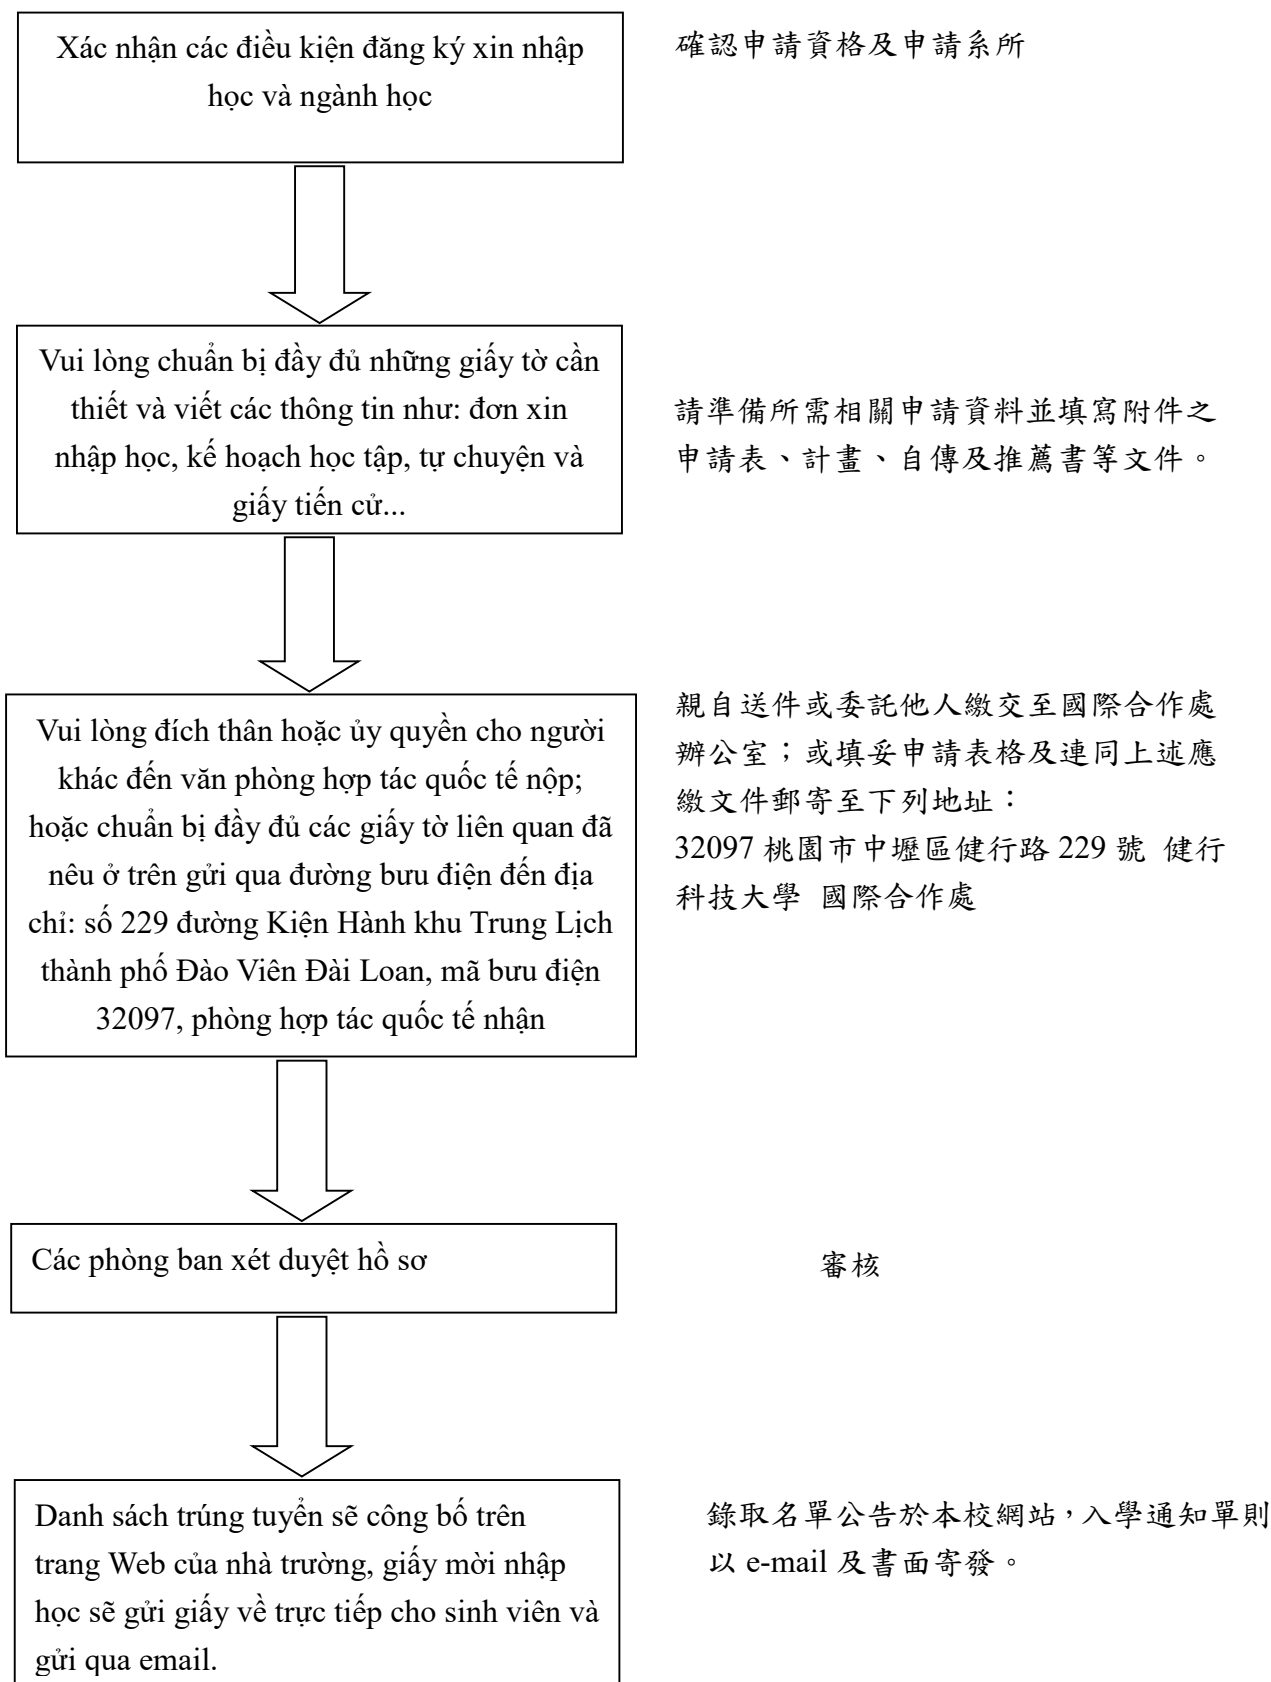 Xác nhận các điều kiện đăng ký xin nhập
học và ngành học
確認申請資格及申請系所
Vui lòng chuẩn bị đầy đủ những giấy tờ cần
thiết và viết các thông tin như: đơn xin
nhập học, kế hoạch học tập, tự chuyện và
giấy tiến cử...
請準備所需相關申請資料並填寫附件之
申請表、計畫、自傳及推薦書等文件。
Vui lòng đích thân hoặc ủy quyền cho người
khác đến văn phòng hợp tác quốc tế nộp;
hoặc chuẩn bị đầy đủ các giấy tờ liên quan đã
nêu ở trên gửi qua đường bưu điện đến địa
chỉ: số 229 đường Kiện Hành khu Trung Lịch
thành phố Đào Viên Đài Loan, mã bưu điện
32097, phòng hợp tác quốc tế nhận
親自送件或委託他人繳交至國際合作處
辦公室；或填妥申請表格及連同上述應
繳文件郵寄至下列地址：
32097 桃園市中壢區健行路 229 號 健行
科技大學 國際合作處
Các phòng ban xét duyệt hồ sơ
審核
Danh sách trúng tuyển sẽ công bố trên
trang Web của nhà trường, giấy mời nhập
học sẽ gửi giấy về trực tiếp cho sinh viên và
gửi qua email.
錄取名單公告於本校網站，入學通知單則
以 e-mail 及書面寄發。